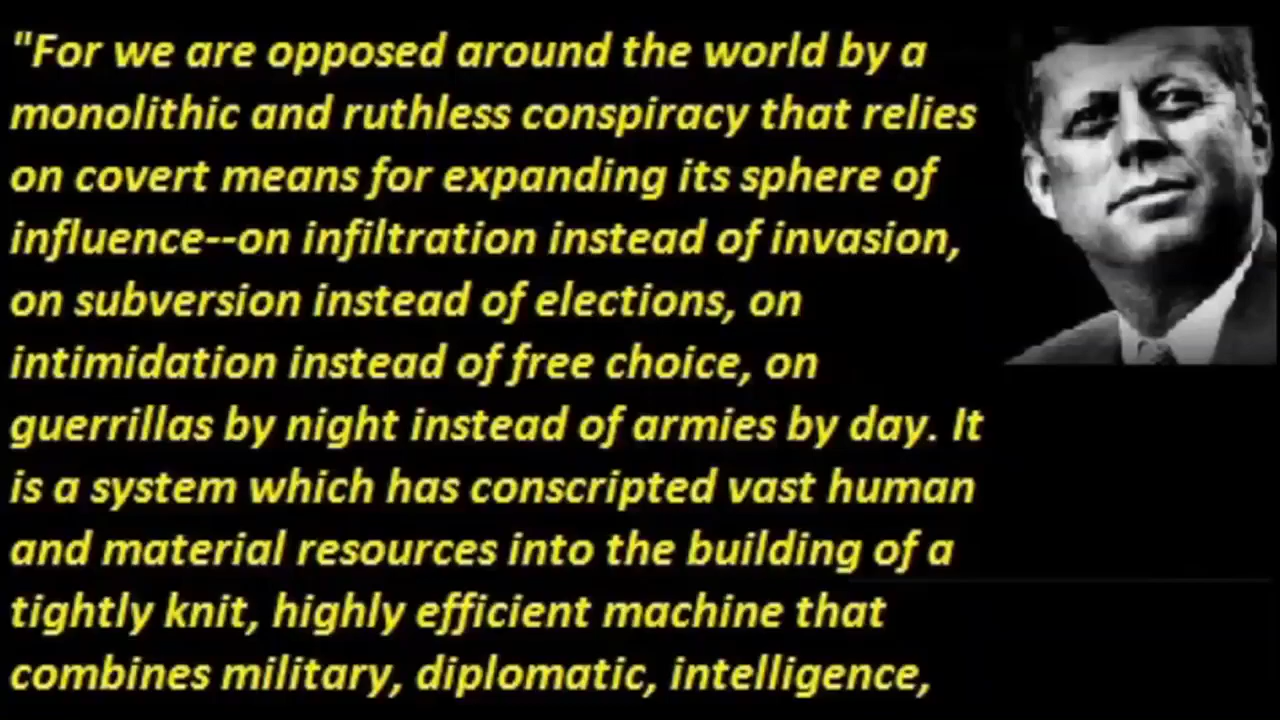 "For we are opposed around the world by a
monolithic and ruthless conspiracy that relies
on covert means for expanding its sphere of
influence--on infiltration instead of invasion,
on subversion instead of elections, on
intimidation instead of free choice, on
guerrillas by night instead of armies by day. It
is a system which has conscripted vast human
and material resources into the building of a
tightly knit, highly efficient machine that
combines military, diplomatic, intelligence,